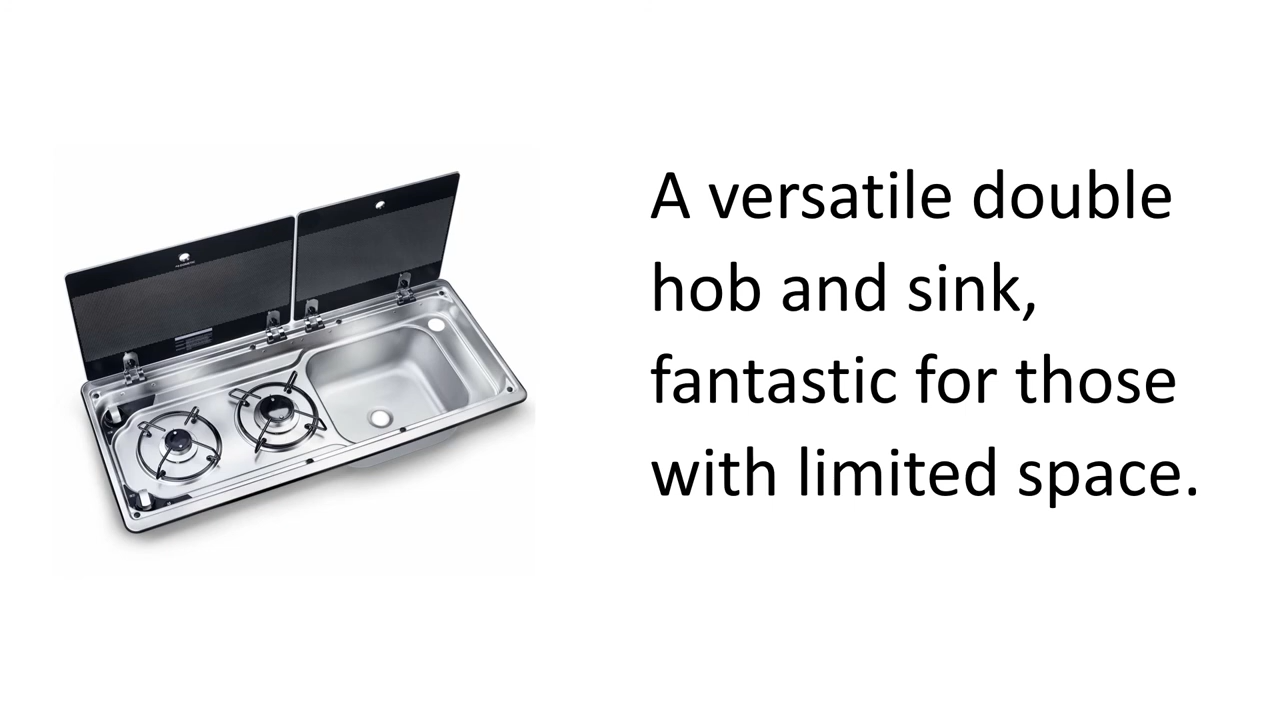 A versatile double
hob and sink,
fantastic for those
with limited space.